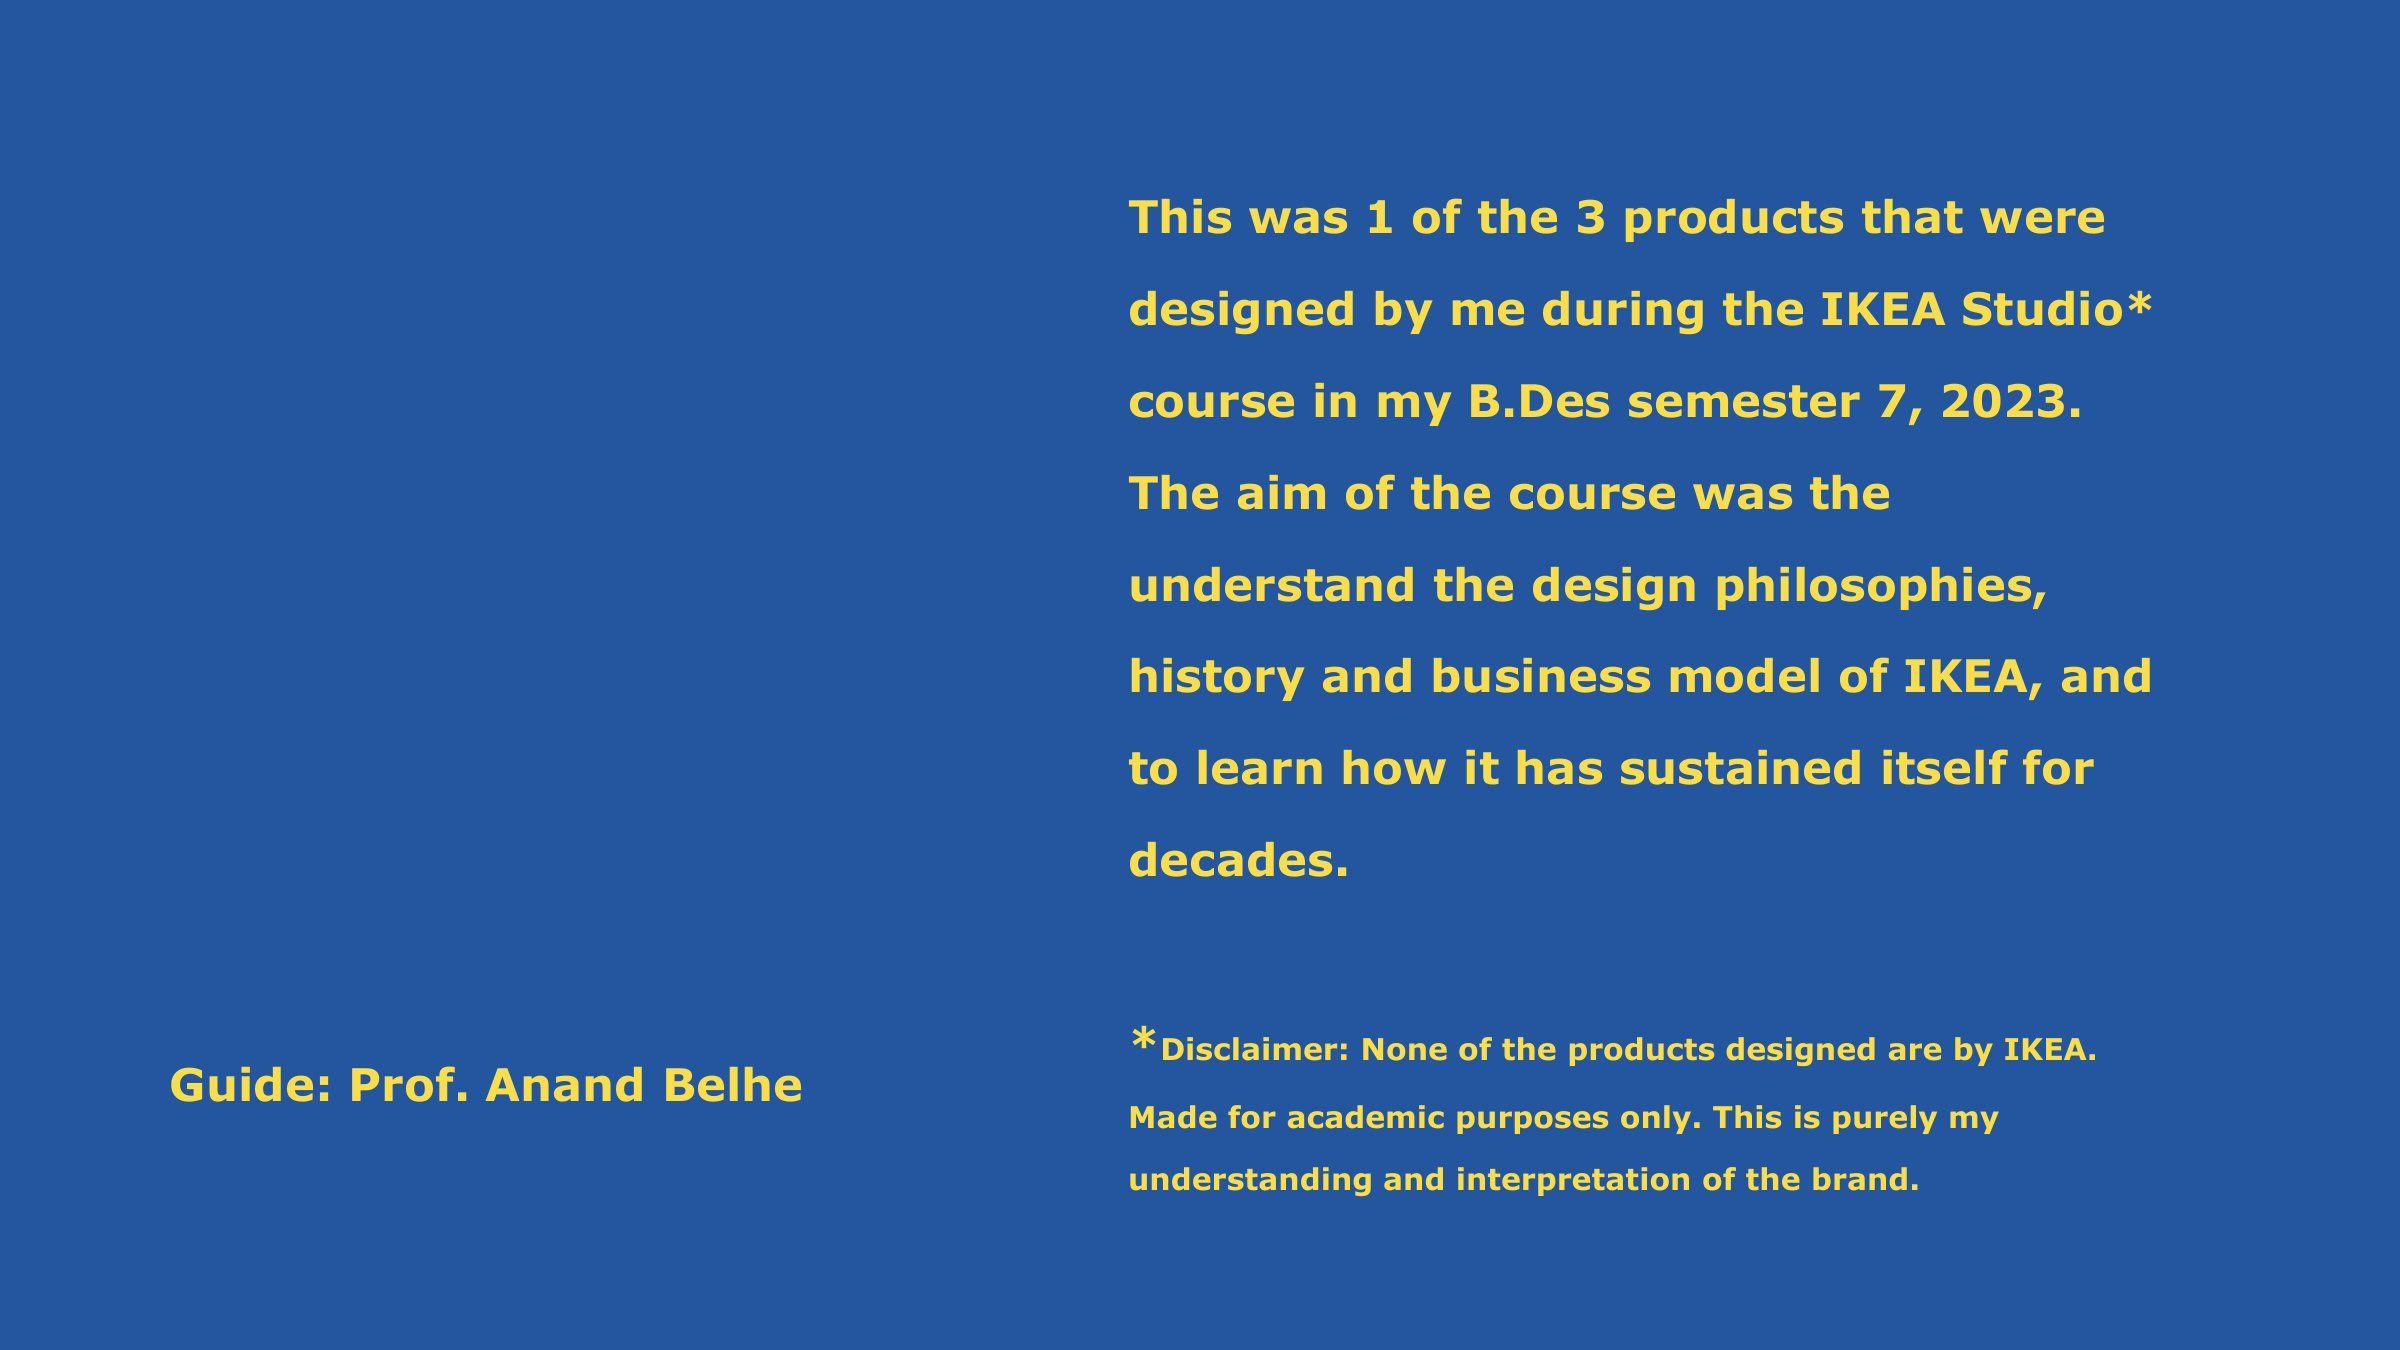 This was 1 of the 3 products that were
designed by me during the IKEA Studio*
course in my B.Des semester 7, 2023.
The aim of the course was the
understand the design philosophies,
history and business model of IKEA, and
to learn how it has sustained itself for
decades.
Guide: Prof. Anand Belhe
*Disclaimer: None of the products designed are by IKEA.
Made for academic purposes only. This is purely my
understanding and interpretation of the brand.